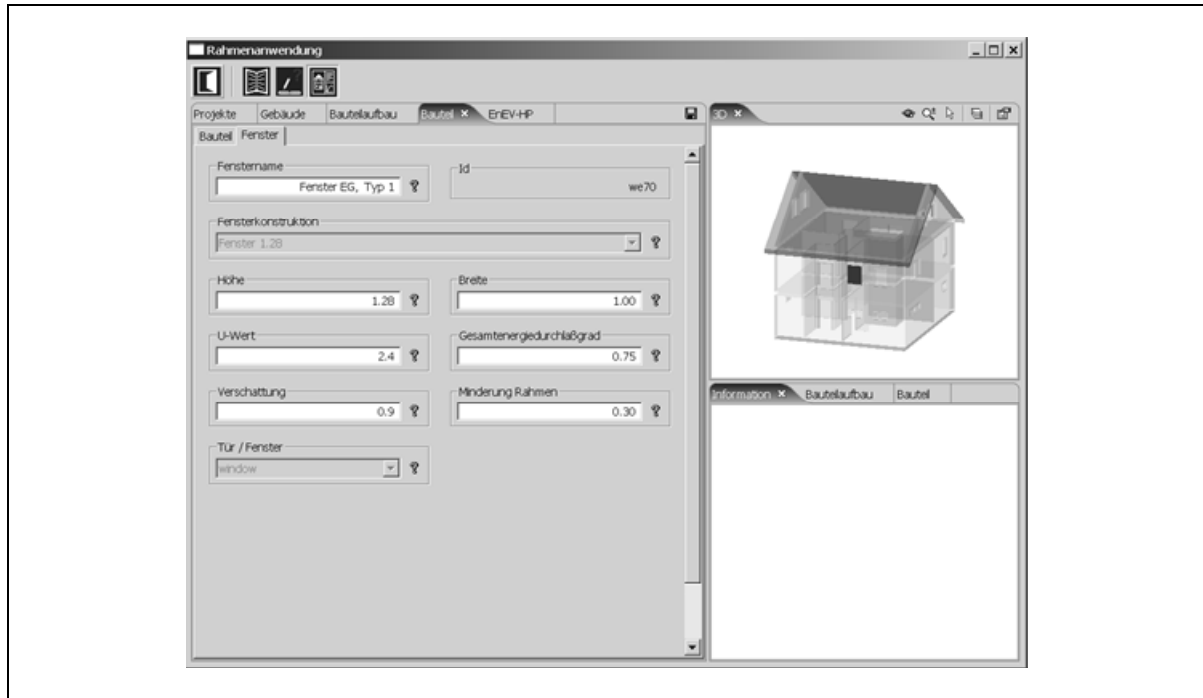 Rahmenanwendung
Projekte Gebäude Bauteilaufbau Bauteil EnEV-HP
3D
Bauteil Fenster
Fenstername
Fenster EG, Typ 1
Id
we70
Fensterkonstruktion
Fenster 1.28
Höhe
1.28
Breite
1.00
U-Wert
2.4
Gesamtenergiedurchlaßgrad
0.75
Verschattung
0.9
Minderung Rahmen
0.30
Tür / Fenster
window
Information Bauteilaufbau Bauteil